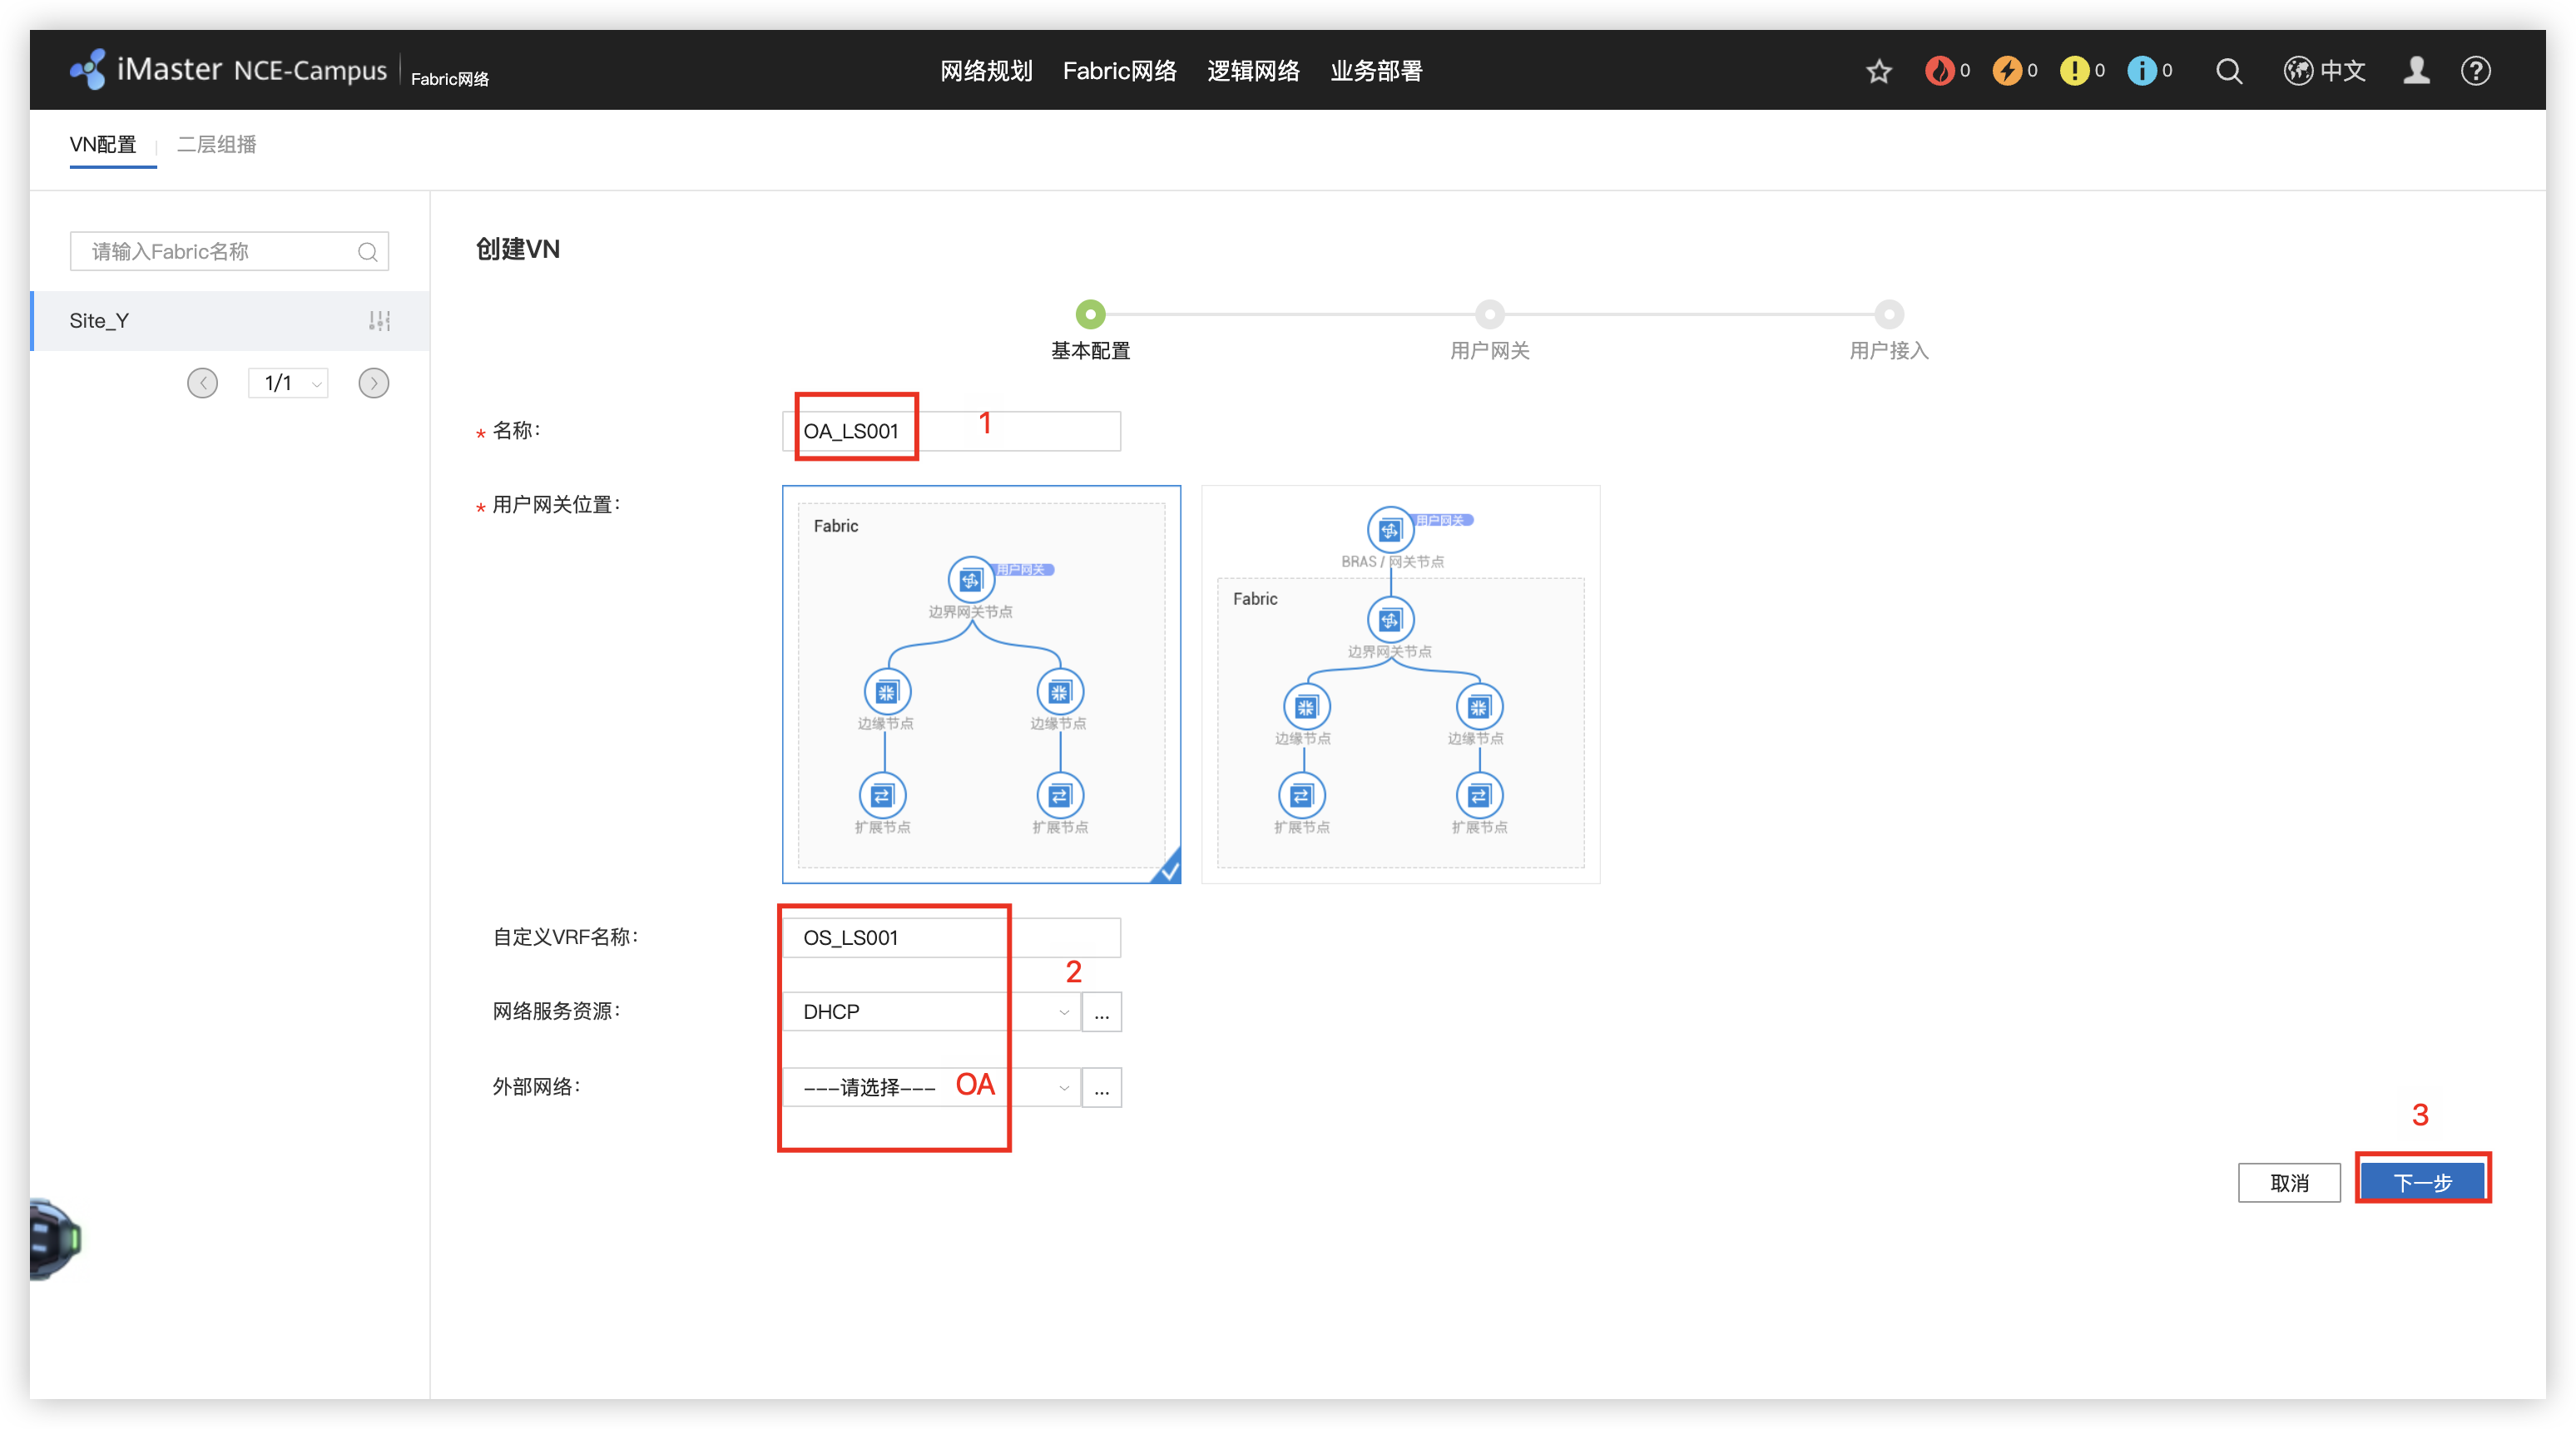 iMaster NCE-Campus Fabric网络 网络规划 Fabric网络 逻辑网络 业务部署 0 0 0 0 中文
VN配置 二层组播
请输入Fabric名称
Site_Y
1/1
创建VN
基本配置 用户网关 用户接入
* 名称: OA_LS001 1
* 用户网关位置:
Fabric
用户网关
边界网关节点
边缘节点 边缘节点
扩展节点 扩展节点
用户网关
BRAS / 网关节点
Fabric
边界网关节点
边缘节点 边缘节点
扩展节点 扩展节点
自定义VRF名称: OS_LS001
2
网络服务资源: DHCP ...
外部网络: ---请选择--- OA ...
3
取消 下一步